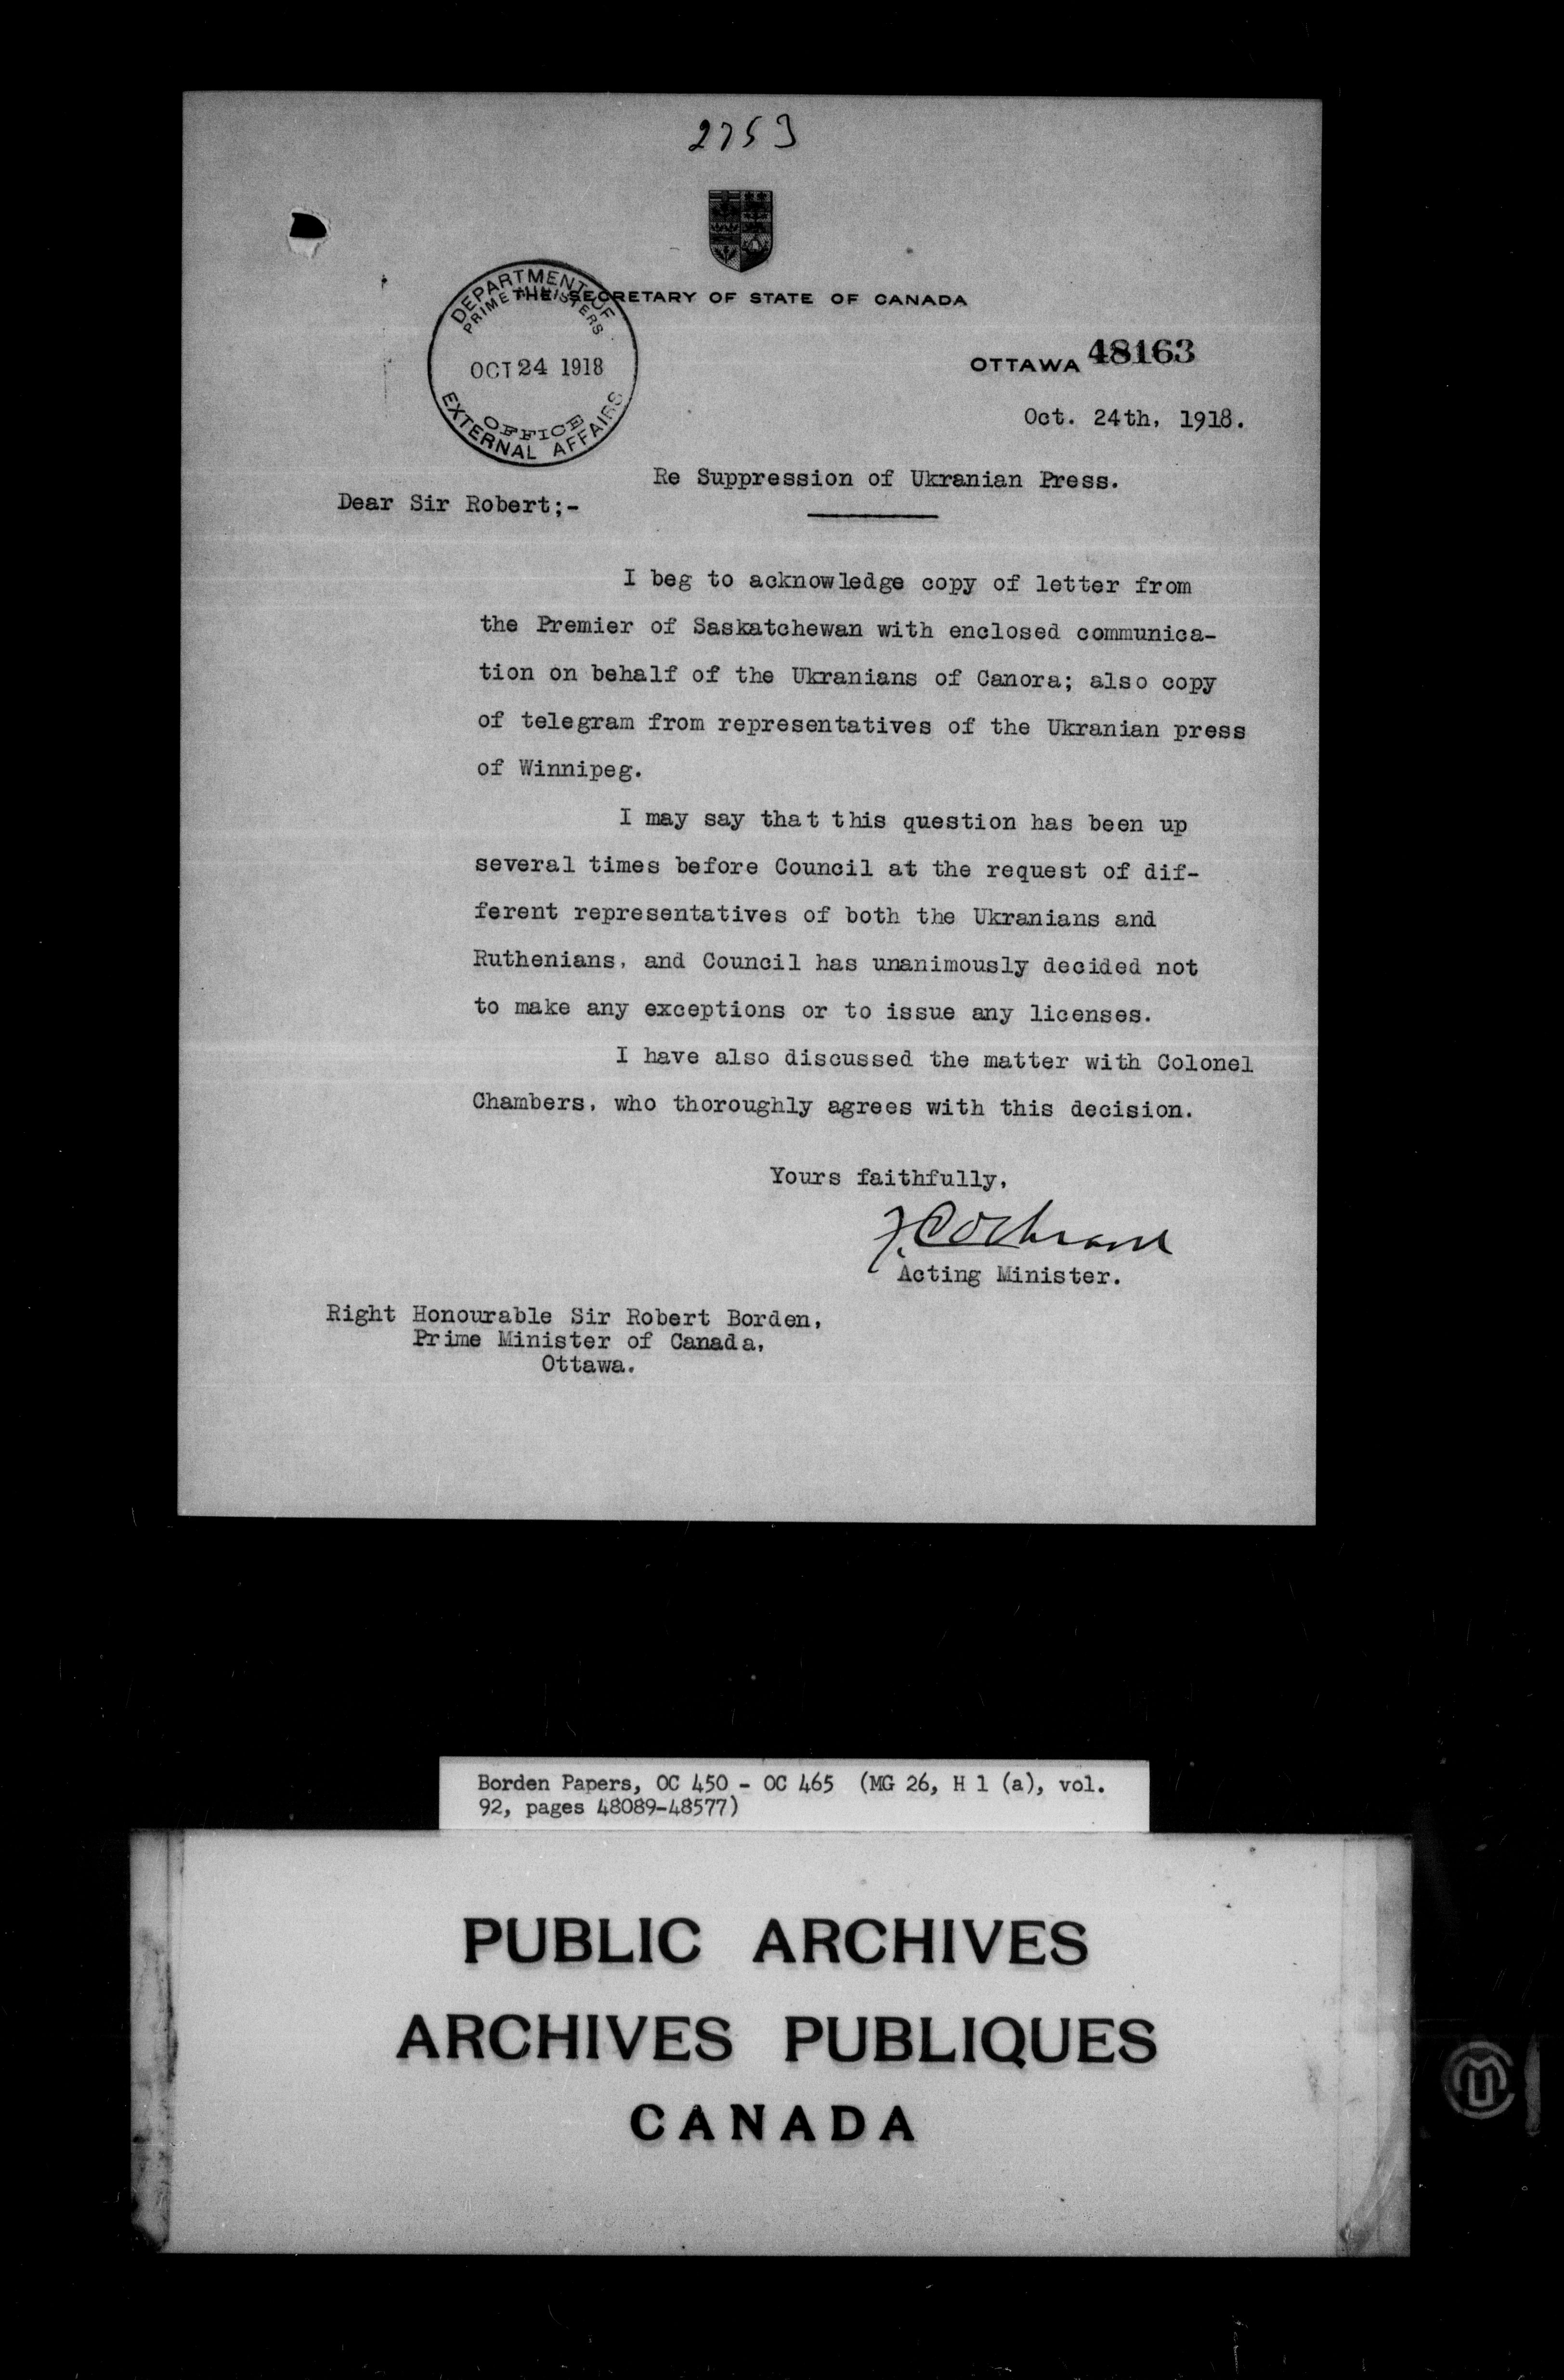 2753
THE SECRETARY OF STATE OF CANADA
DEPARTMENT OF
PRIME MINISTERS
OCT 24 1918
OFFICE
EXTERNAL AFFAIRS
OTTAWA 48163
Oct. 24th, 1918.
Re Suppression of Ukranian Press.
Dear Sir Robert;-
I beg to acknowledge copy of letter from
the Premier of Saskatchewan with enclosed communica-
tion on behalf of the Ukranians of Canora; also copy
of telegram from representatives of the Ukranian press
of Winnipeg.
I may say that this question has been up
several times before Council at the request of dif-
ferent representatives of both the Ukranians and
Ruthenians, and Council has unanimously decided not
to make any exceptions or to issue any licenses.
I have also discussed the matter with Colonel
Chambers, who thoroughly agrees with this decision.
Yours faithfully,
F. Cochrane
Acting Minister.
Right Honourable Sir Robert Borden,
Prime Minister of Canada,
Ottawa.
Borden Papers, OC 450 - OC 465 (MG 26, H 1 (a), vol.
92, pages 48089-48577)
PUBLIC ARCHIVES
ARCHIVES PUBLIQUES
CANADA